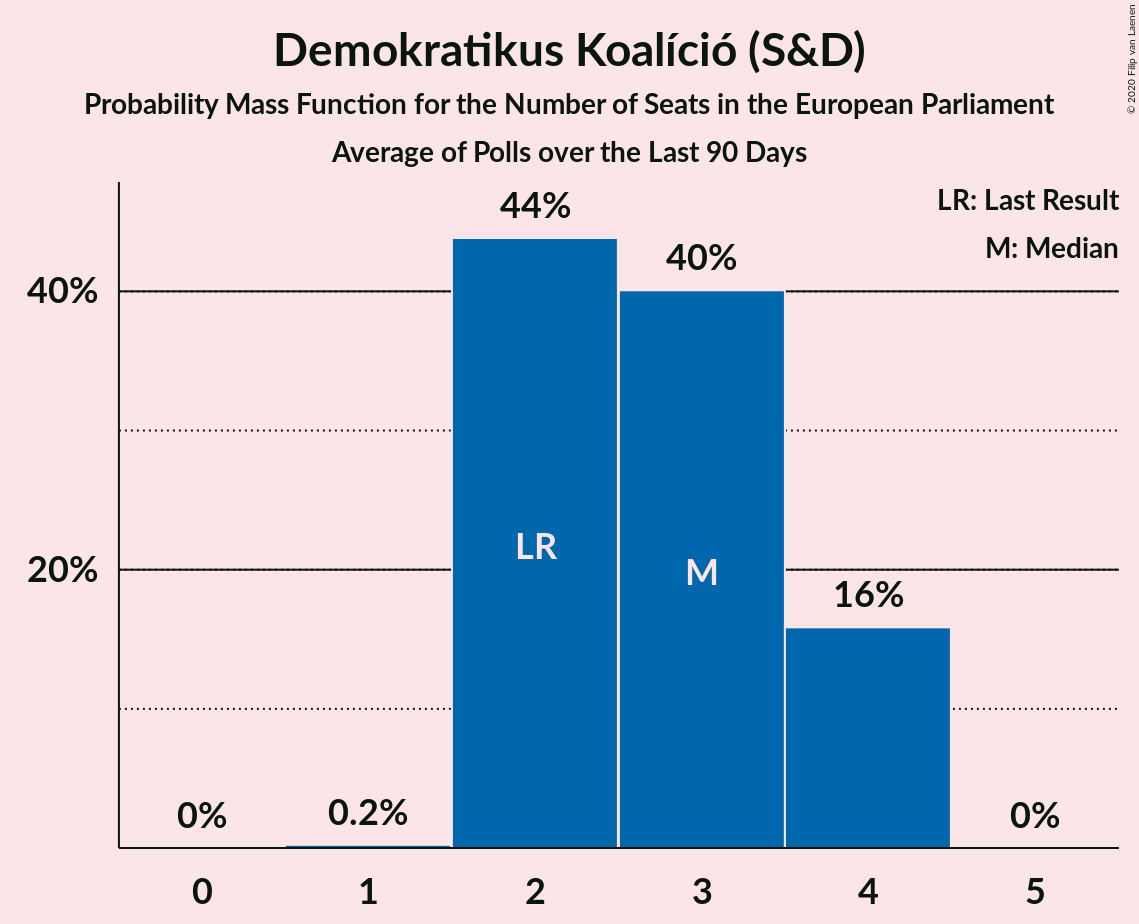 Demokratikus Koalíció (S&D)
Probability Mass Function for the Number of Seats in the European Parliament
Average of Polls over the Last 90 Days
© 2020 Filip van Laenen
LR: Last Result
M: Median
44%
40%
40%
LR
M
20%
16%
0%
0.2%
0%
0 1 2 3 4 5